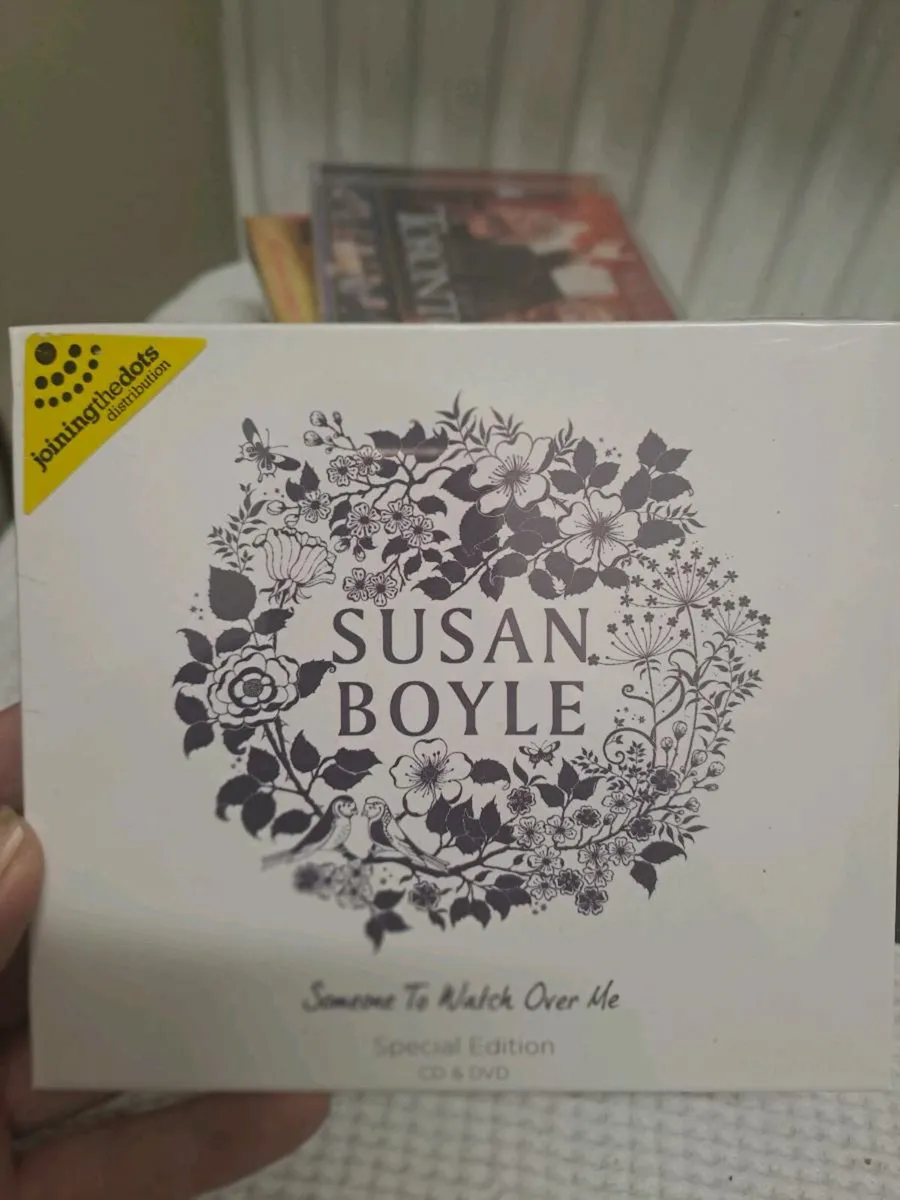 joiningthedots
distribution
SUSAN
BOYLE
Someone To Watch Over Me
Special Edition
CD & DVD